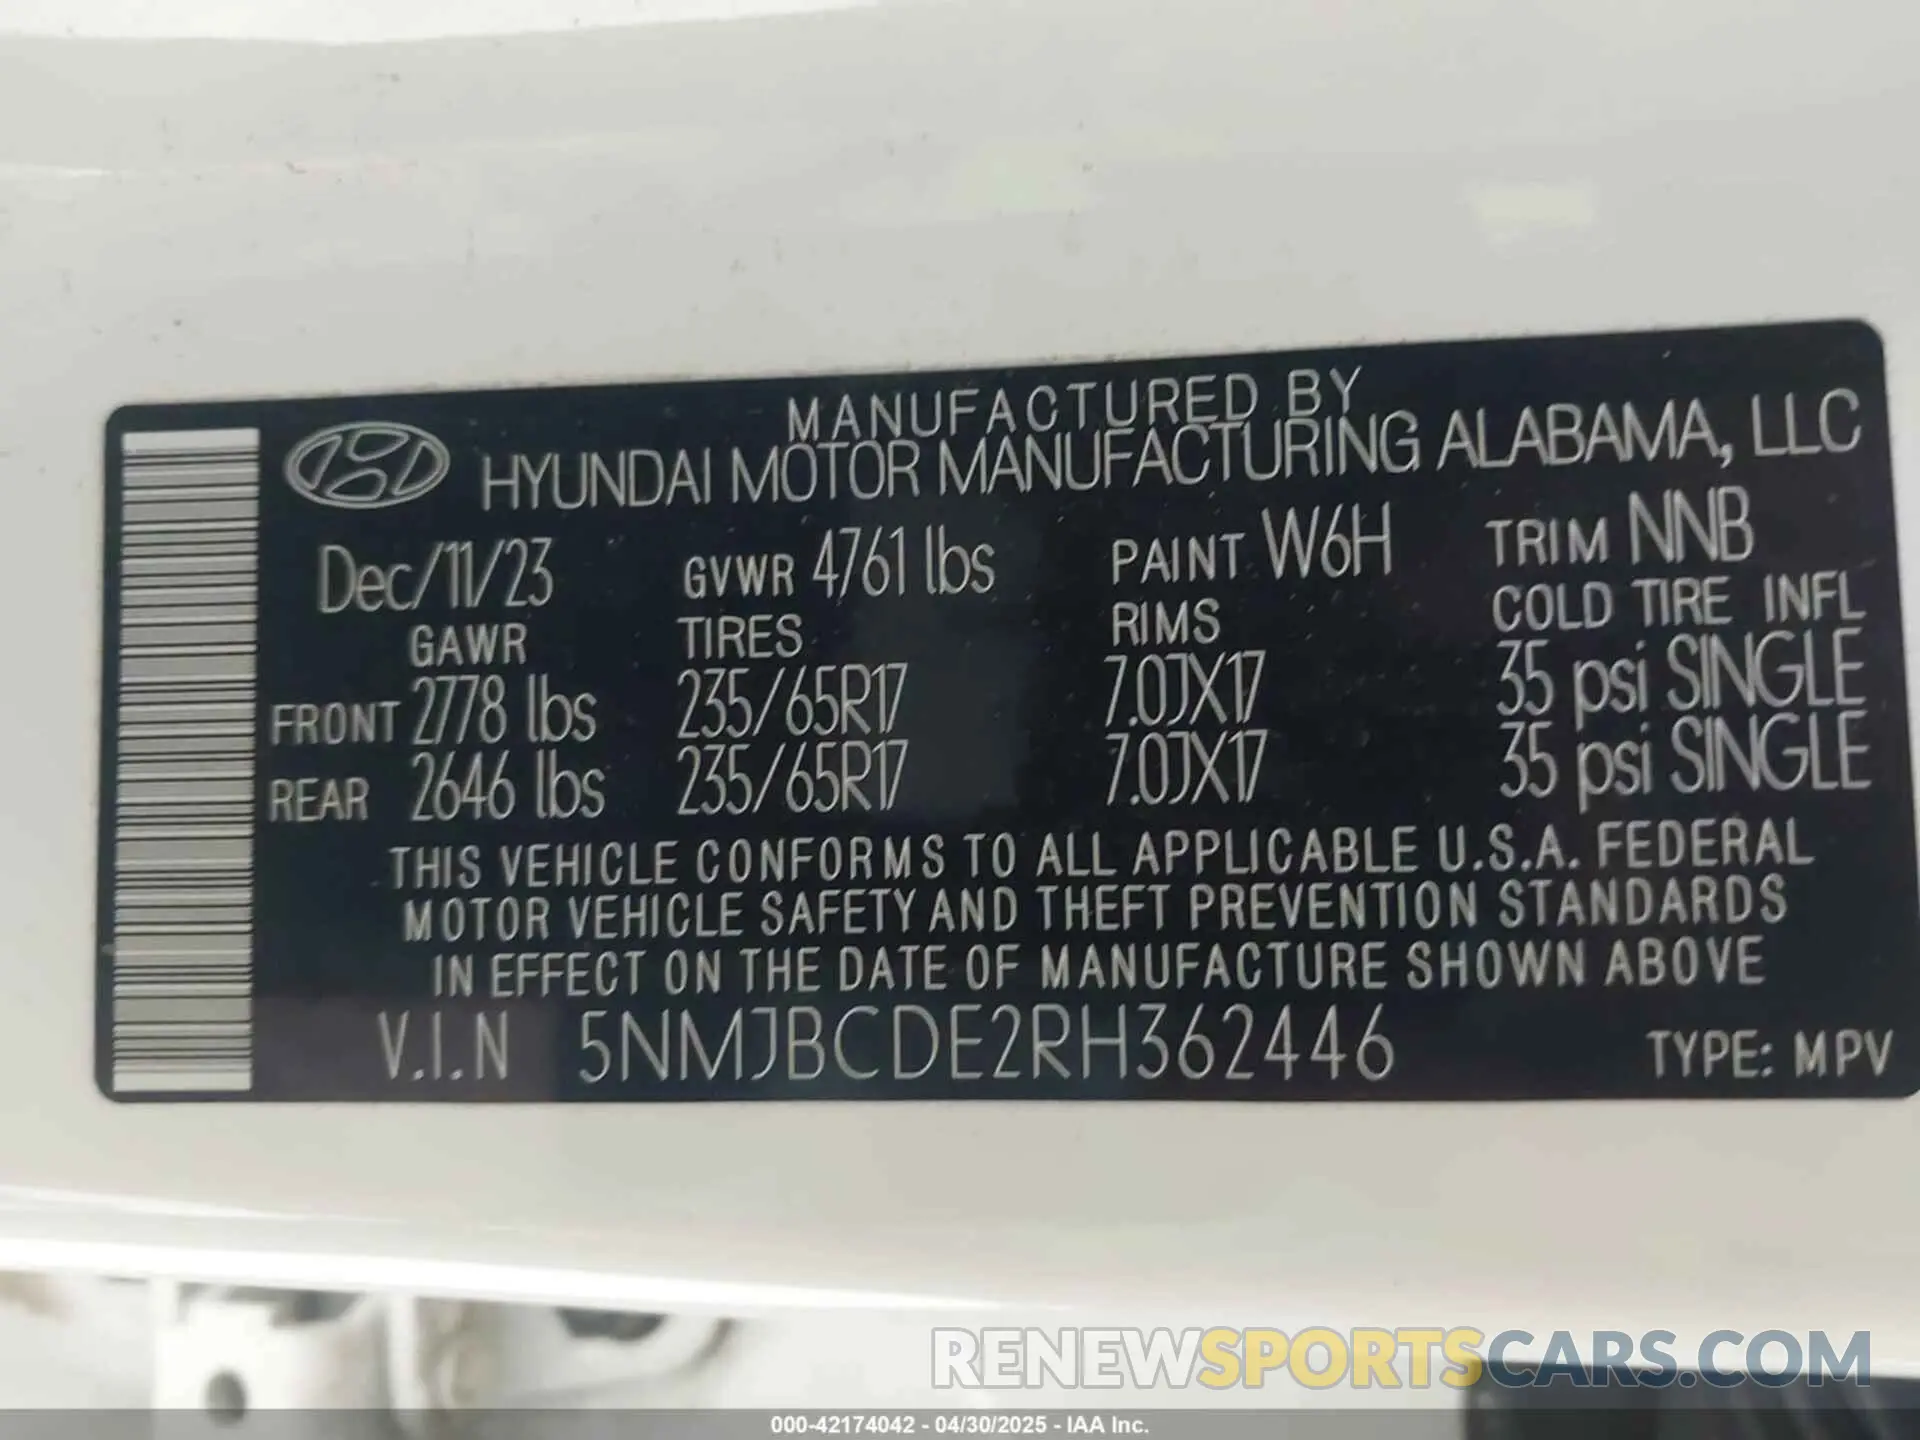 MANUFACTURED BY
HYUNDAI MOTOR MANUFACTURING ALABAMA, LLC
Dec/11/23 GVWR 4761 lbs PAINT W6H TRIM NNB
GAWR TIRES RIMS COLD TIRE INFL
FRONT 2778 lbs 235/65R17 7.0JX17 35 psi SINGLE
REAR 2646 lbs 235/65R17 7.0JX17 35 psi SINGLE
THIS VEHICLE CONFORMS TO ALL APPLICABLE U.S.A. FEDERAL
MOTOR VEHICLE SAFETY AND THEFT PREVENTION STANDARDS
IN EFFECT ON THE DATE OF MANUFACTURE SHOWN ABOVE
V.I.N 5NMJBCDE2RH362446 TYPE: MPV
RENEWSPORTSCARS.COM
000-42174042 - 04/30/2025 - IAA Inc.